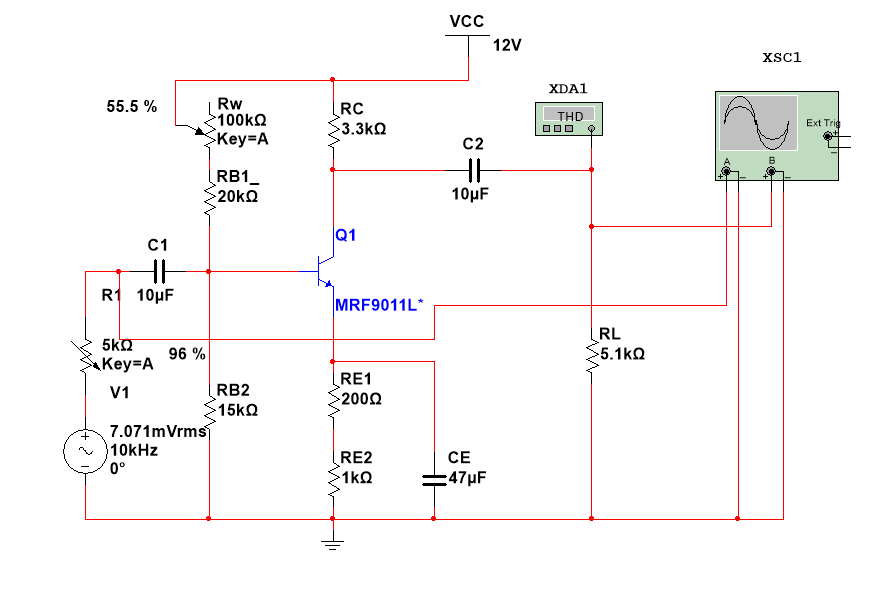 VCC
12V
XSC1
XDA1
THD
Ext Trig
+
−
A
B
+
−
+
−
55.5 %
Rw
100kΩ
Key=A
RC
3.3kΩ
C2
10µF
RB1_
20kΩ
Q1
MRF9011L*
C1
10µF
R1
5kΩ
Key=A
96 %
V1
7.071mVrms
10kHz
0°
+
−
RB2
15kΩ
RE1
200Ω
RE2
1kΩ
CE
47µF
RL
5.1kΩ